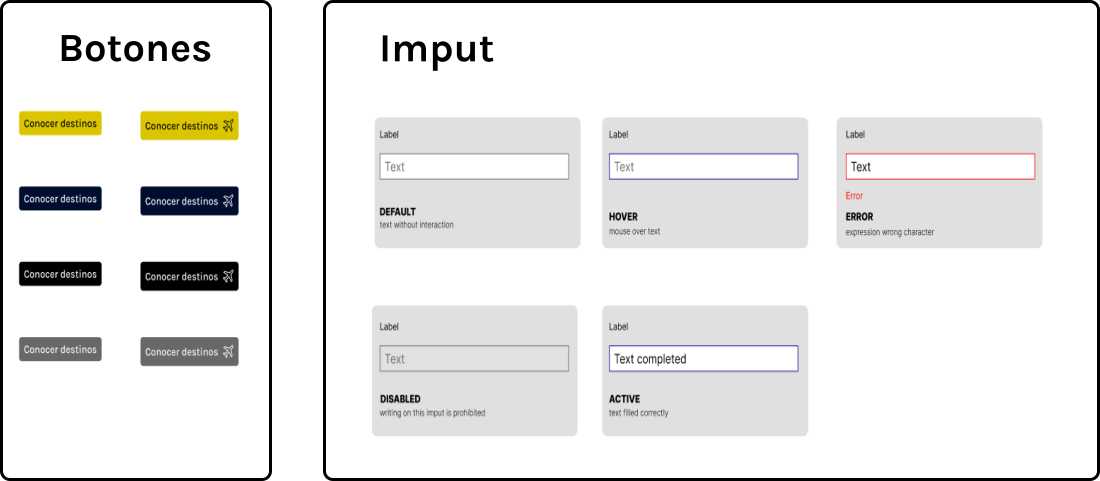 Botones
Conocer destinos
Conocer destinos
Conocer destinos
Conocer destinos
Conocer destinos
Conocer destinos
Conocer destinos
Conocer destinos
Imput
Label
Text
DEFAULT
text without interaction
Label
Text
HOVER
mouse over text
Label
Text
Error
ERROR
expression wrong character
Label
Text
DISABLED
writing on this imput is prohibited
Label
Text completed
ACTIVE
text filled correctly